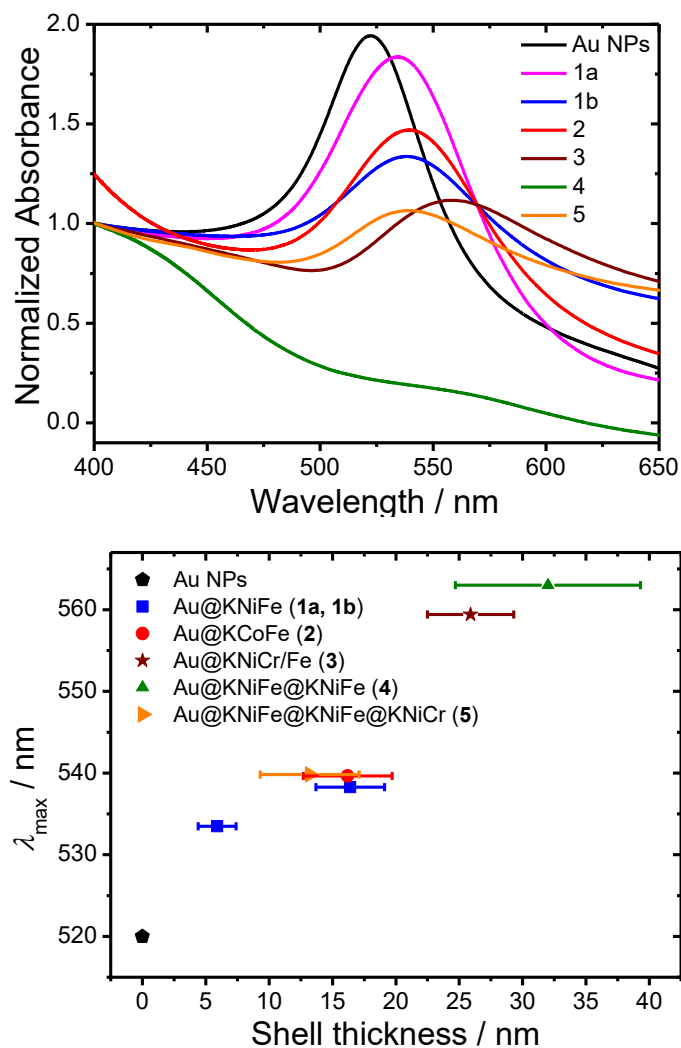 2.0
1.5
1.0
0.5
0.0
Normalized Absorbance
Au NPs
1a
1b
2
3
4
5
400 450 500 550 600 650
Wavelength / nm
560
550
540
530
520
λmax / nm
Au NPs
Au@KNiFe (1a, 1b)
Au@KCoFe (2)
Au@KNiCr/Fe (3)
Au@KNiFe@KNiFe (4)
Au@KNiFe@KNiFe@KNiCr (5)
0 5 10 15 20 25 30 35 40
Shell thickness / nm